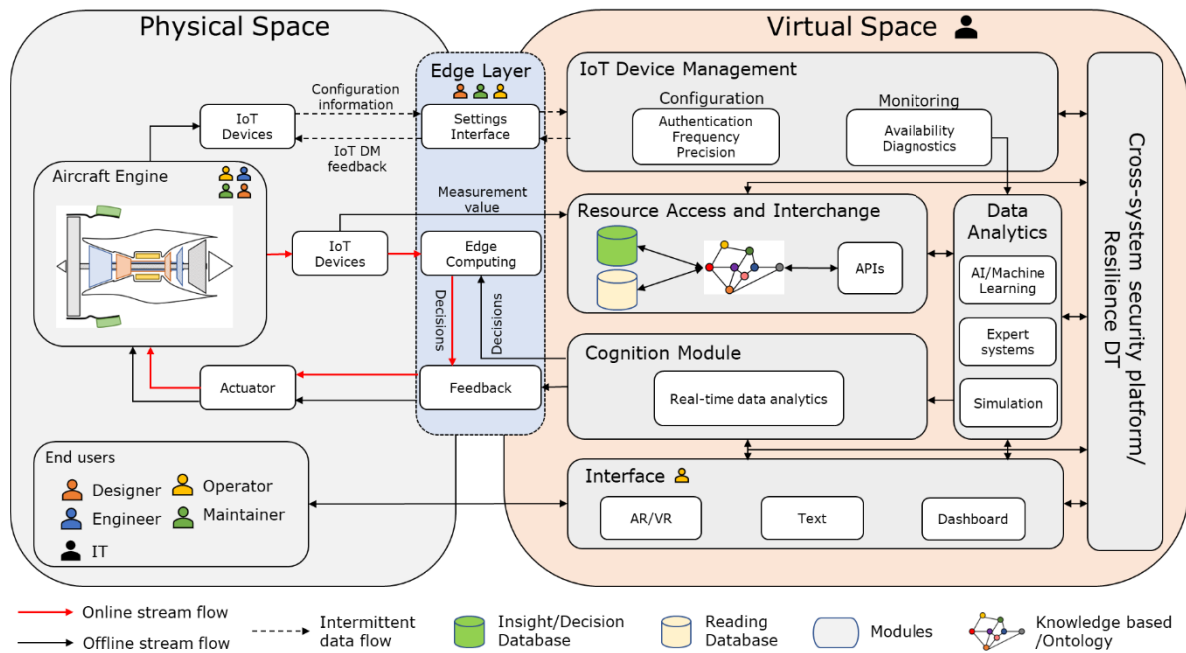 Physical Space
Virtual Space
Edge Layer
IoT Device Management
Configuration
information
IoT
Devices
Settings
Interface
IoT DM
feedback
Configuration
Authentication
Frequency
Precision
Monitoring
Availability
Diagnostics
Cross-system security platform/
Resilience DT
Aircraft Engine
Measurement
value
IoT
Devices
Edge
Computing
Resource Access and Interchange
APIs
Data
Analytics
AI/Machine
Learning
Expert
systems
Simulation
Decisions
Decisions
Cognition Module
Real-time data analytics
Actuator
Feedback
End users
Designer
Operator
Engineer
Maintainer
IT
Interface
AR/VR
Text
Dashboard
Online stream flow
Offline stream flow
Intermittent
data flow
Insight/Decision
Database
Reading
Database
Modules
Knowledge based
/Ontology